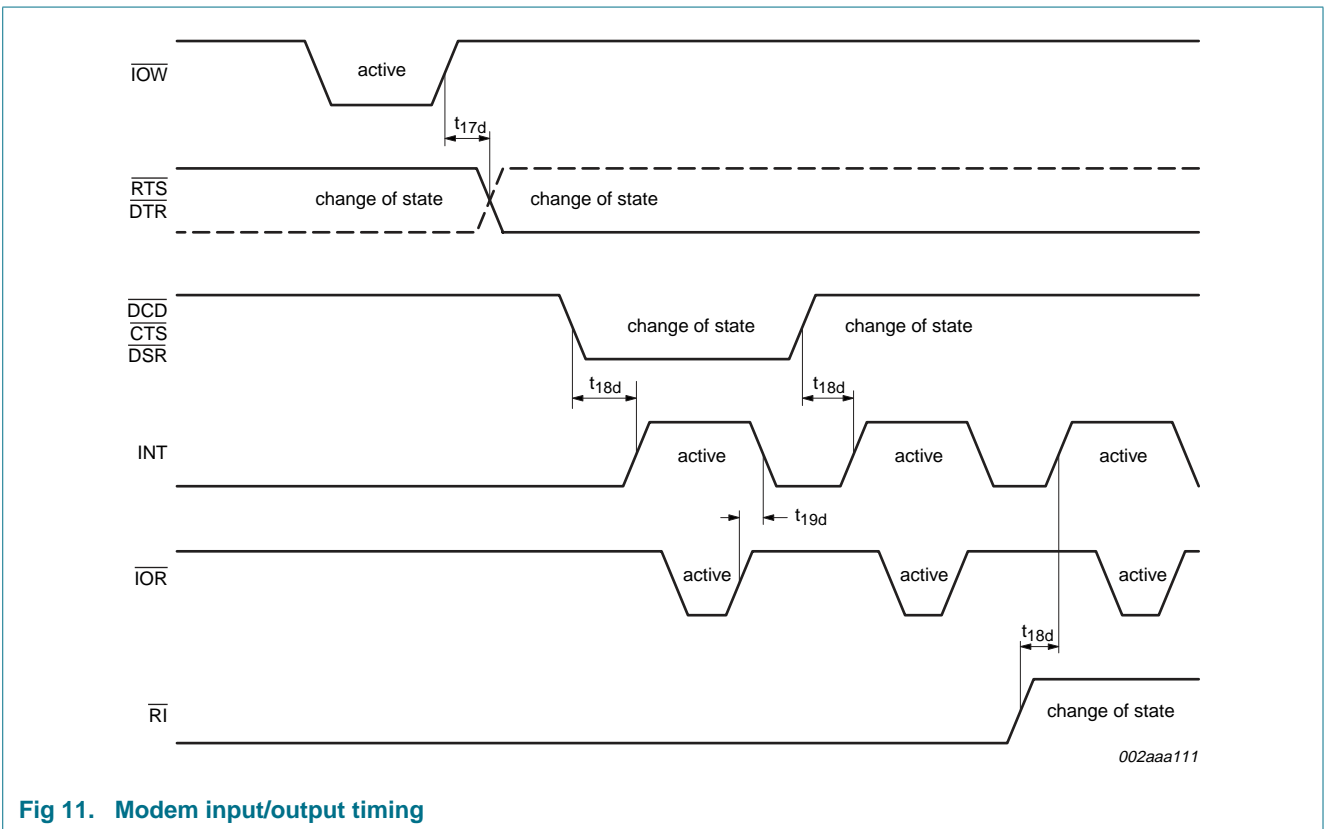 IOW active
t17d
RTS
DTR
change of state change of state
DCD
CTS
DSR
change of state change of state
t18d t18d
INT active active active
t19d
IOR active active active
t18d
RI change of state
002aaa111
Fig 11. Modem input/output timing